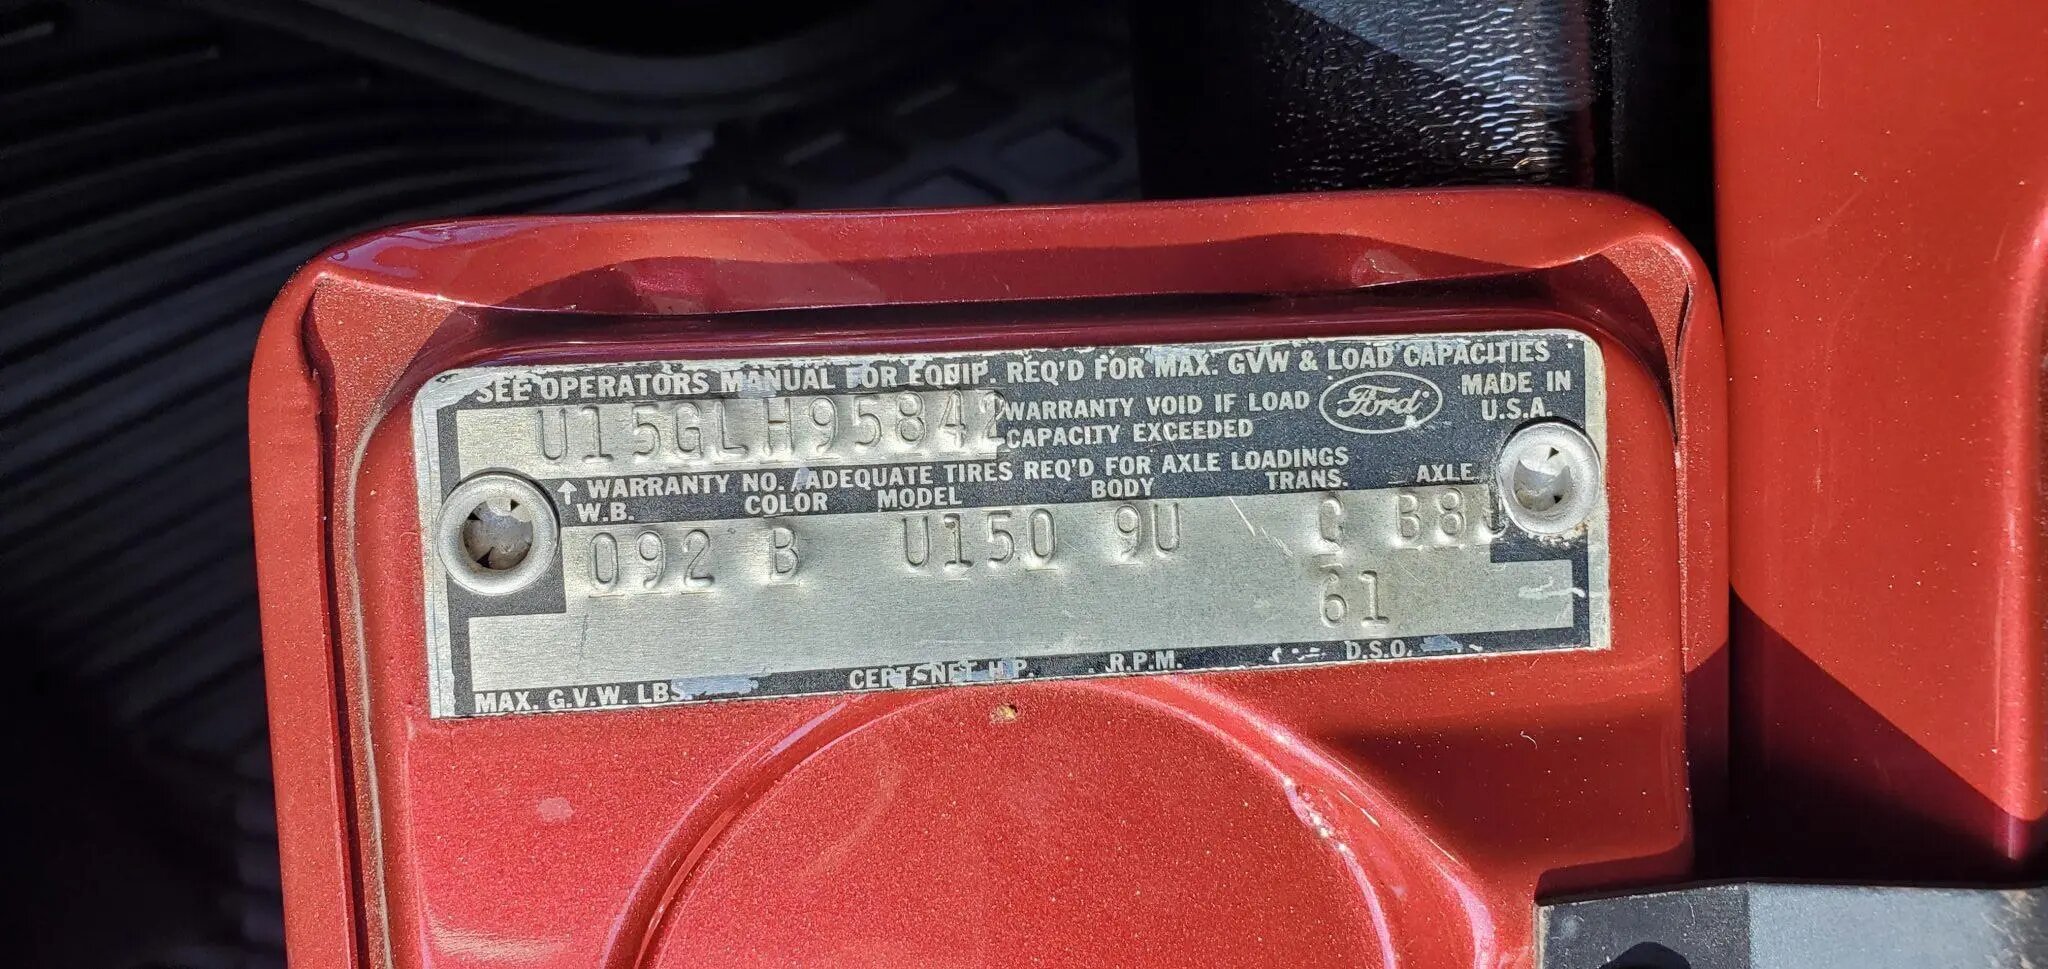 SEE OPERATORS MANUAL FOR EQUIP. REQ'D FOR MAX. GVW & LOAD CAPACITIES
U15GLH95842
WARRANTY VOID IF LOAD
CAPACITY EXCEEDED
Ford
MADE IN
U.S.A.
↑ WARRANTY NO. / ADEQUATE TIRES REQ'D FOR AXLE LOADINGS
W.B. COLOR MODEL BODY TRANS. AXLE
092 B U150 9U C
61
MAX. G.V.W. LBS. CERT. NET H.P. R.P.M. D.S.O.